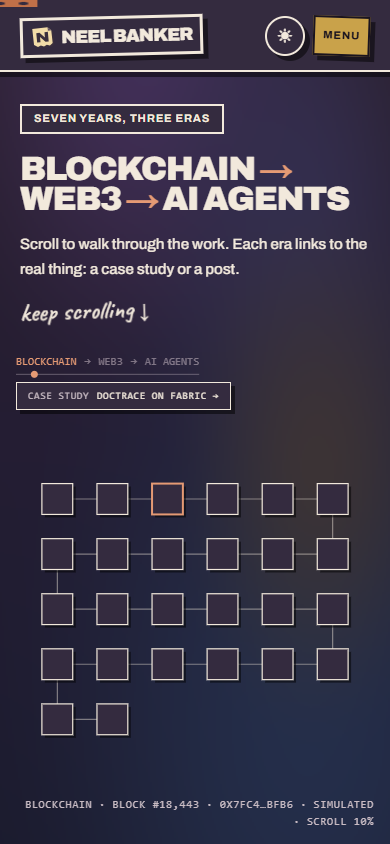 N NEEL BANKER
MENU
SEVEN YEARS, THREE ERAS
BLOCKCHAIN→
WEB3→AI AGENTS
Scroll to walk through the work. Each era links to the
real thing: a case study or a post.
keep scrolling ↓
BLOCKCHAIN → WEB3 → AI AGENTS
CASE STUDY DOCTRACE ON FABRIC →
BLOCKCHAIN · BLOCK #18,443 · 0X7FC4…BFB6 · SIMULATED
· SCROLL 10%